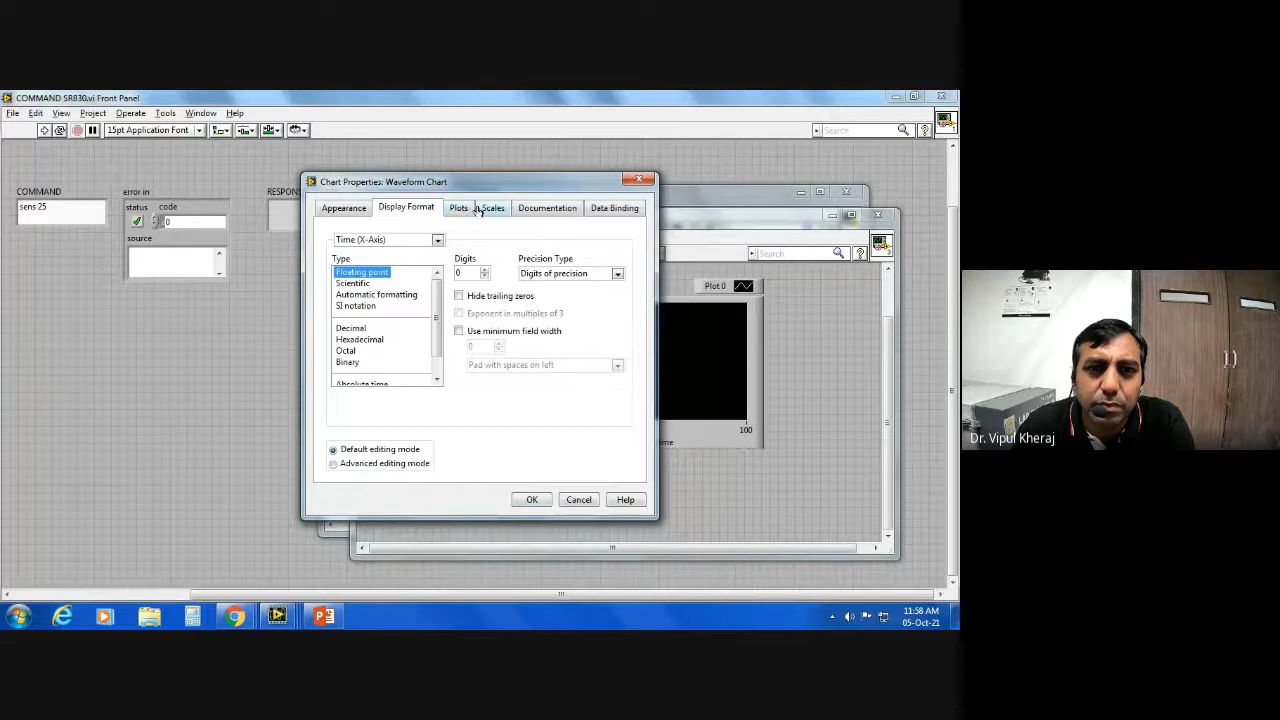 COMMAND SR830.vi Front Panel
File Edit View Project Operate Tools Window Help
15pt Application Font
Search
COMMAND
sens 25
error in
status code
0
source
RESPON
Chart Properties: Waveform Chart
Appearance Display Format Plots Scales Documentation Data Binding
Time (X-Axis)
Type
Floating point
Scientific
Automatic formatting
SI notation
Decimal
Hexadecimal
Octal
Binary
Absolute time
Digits
0
Precision Type
Digits of precision
Hide trailing zeros
Exponent in multiples of 3
Use minimum field width
0
Pad with spaces on left
Default editing mode
Advanced editing mode
OK Cancel Help
Search
Plot 0
100
me
11:58 AM
05-Oct-21
Dr. Vipul Kheraj